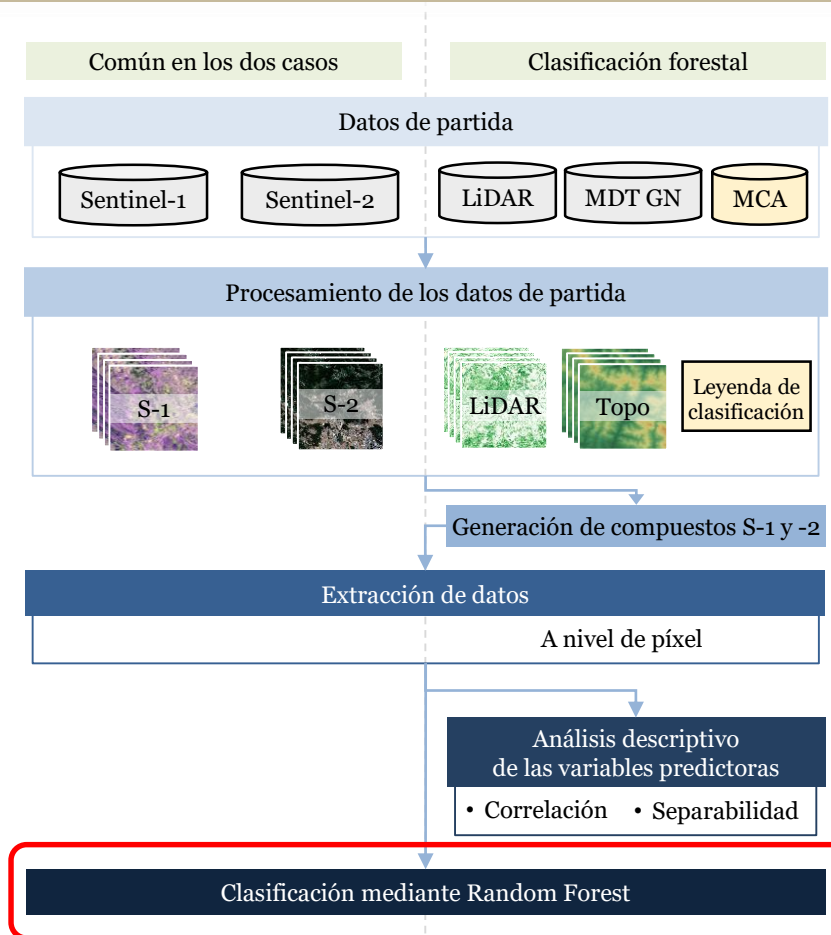 Común en los dos casos
Clasificación forestal
Datos de partida
Sentinel-1
Sentinel-2
LiDAR
MDT GN
MCA
Procesamiento de los datos de partida
S-1
S-2
LiDAR
Topo
Leyenda de
clasificación
Generación de compuestos S-1 y -2
Extracción de datos
A nivel de píxel
Análisis descriptivo
de las variables predictoras
• Correlación • Separabilidad
Clasificación mediante Random Forest